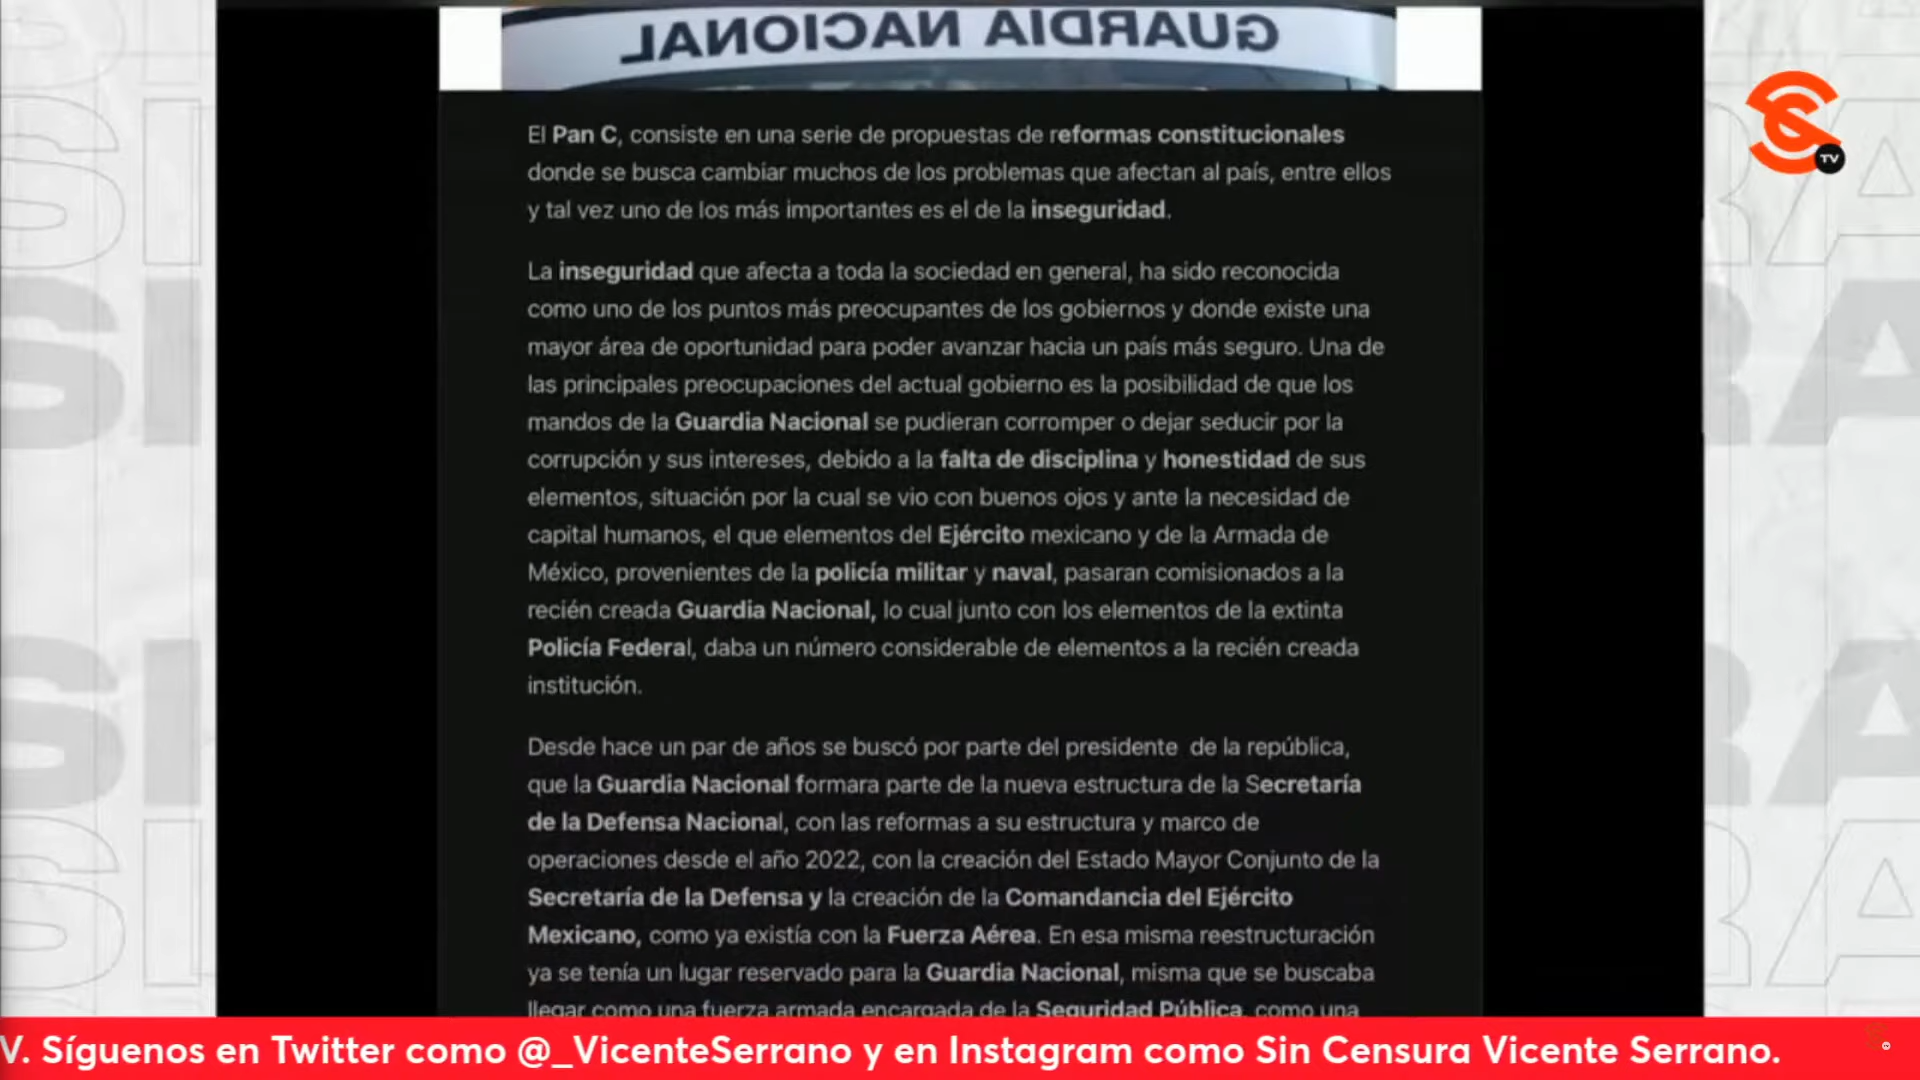 GUARDIA NACIONAL
TV
El Pan C, consiste en una serie de propuestas de reformas constitucionales
donde se busca cambiar muchos de los problemas que afectan al país, entre ellos
y tal vez uno de los más importantes es el de la inseguridad.
La inseguridad que afecta a toda la sociedad en general, ha sido reconocida
como uno de los puntos más preocupantes de los gobiernos y donde existe una
mayor área de oportunidad para poder avanzar hacia un país más seguro. Una de
las principales preocupaciones del actual gobierno es la posibilidad de que los
mandos de la Guardia Nacional se pudieran corromper o dejar seducir por la
corrupción y sus intereses, debido a la falta de disciplina y honestidad de sus
elementos, situación por la cual se vio con buenos ojos y ante la necesidad de
capital humanos, el que elementos del Ejército mexicano y de la Armada de
México, provenientes de la policía militar y naval, pasaran comisionados a la
recién creada Guardia Nacional, lo cual junto con los elementos de la extinta
Policía Federal, daba un número considerable de elementos a la recién creada
institución.
Desde hace un par de años se buscó por parte del presidente de la república,
que la Guardia Nacional formara parte de la nueva estructura de la Secretaría
de la Defensa Nacional, con las reformas a su estructura y marco de
operaciones desde el año 2022, con la creación del Estado Mayor Conjunto de la
Secretaría de la Defensa y la creación de la Comandancia del Ejército
Mexicano, como ya existía con la Fuerza Aérea. En esa misma reestructuración
ya se tenía un lugar reservado para la Guardia Nacional, misma que se buscaba
llegar como una fuerza armada encargada de la Seguridad Pública, como una
V. Síguenos en Twitter como @_VicenteSerrano y en Instagram como Sin Censura Vicente Serrano.